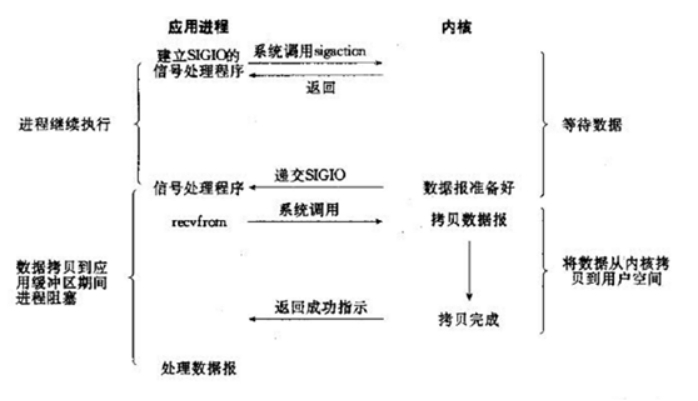 应用进程 内核
建立SIGIO的
信号处理程序
系统调用sigaction
返回
进程继续执行
等待数据
信号处理程序
递交SIGIO
数据报准备好
recvfrom
系统调用
拷贝数据报
数据拷贝到应
用缓冲区期间
进程阻塞
将数据从内核拷
贝到用户空间
返回成功指示
拷贝完成
处理数据报